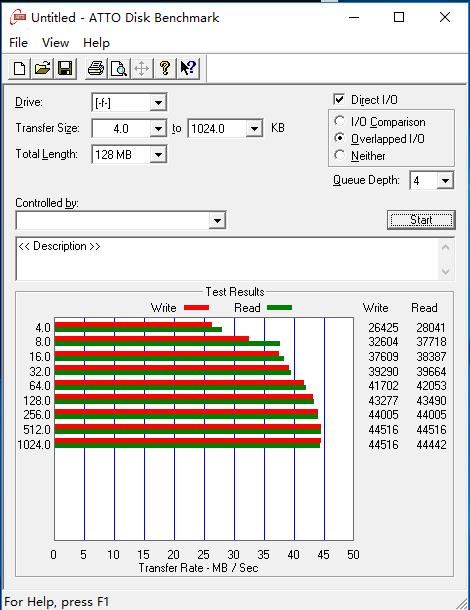 Untitled - ATTO Disk Benchmark
File View Help
Drive: [-f-] Direct I/O
Transfer Size: 4.0 to 1024.0 KB
I/O Comparison
Overlapped I/O
Total Length: 128 MB
Neither
Queue Depth: 4
Controlled by:
Start
<< Description >>
Test Results
Write Read Write Read
4.0 26425 28041
8.0 32604 37718
16.0 37609 38387
32.0 39290 39664
64.0 41702 42053
128.0 43277 43490
256.0 44005 44005
512.0 44516 44516
1024.0 44516 44442
0 5 10 15 20 25 30 35 40 45 50
Transfer Rate - MB / Sec
For Help, press F1